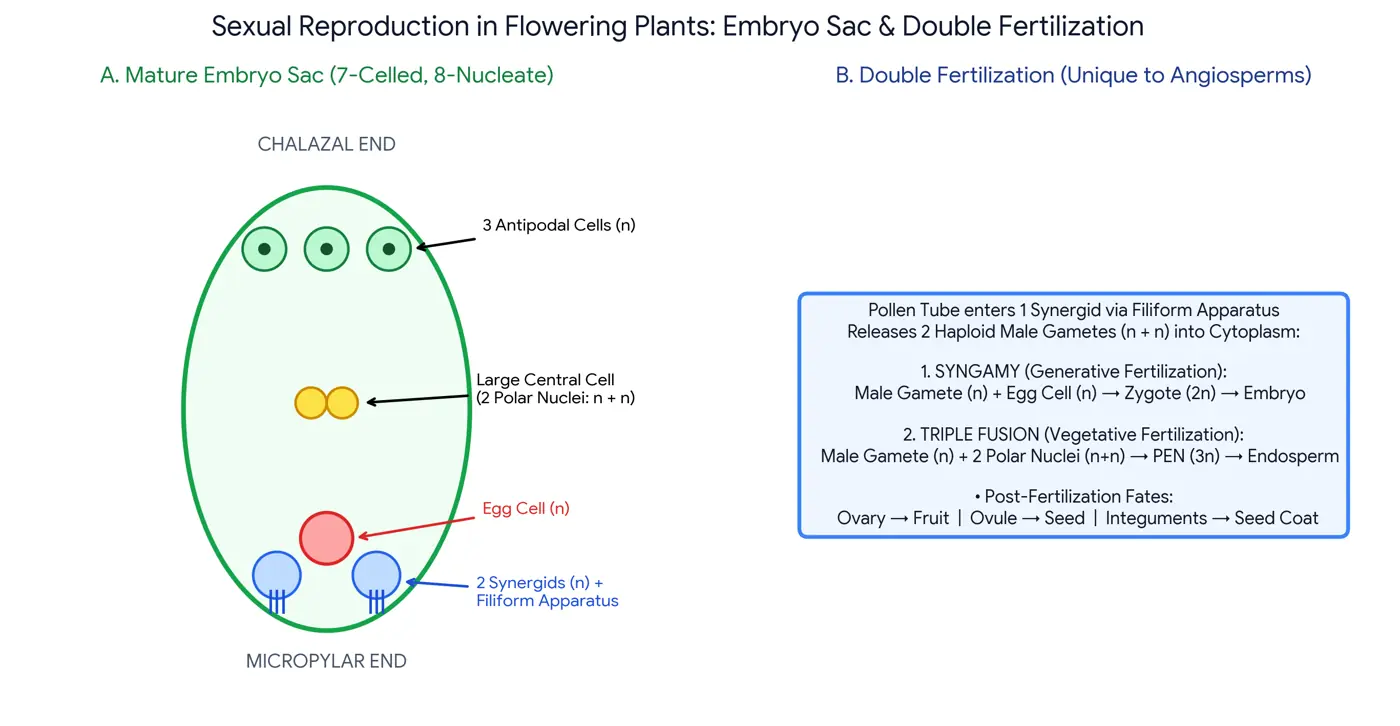 Sexual Reproduction in Flowering Plants: Embryo Sac & Double Fertilization
A. Mature Embryo Sac (7-Celled, 8-Nucleate)
CHALAZAL END
3 Antipodal Cells (n)
Large Central Cell
(2 Polar Nuclei: n + n)
Egg Cell (n)
2 Synergids (n) +
Filiform Apparatus
MICROPYLAR END
B. Double Fertilization (Unique to Angiosperms)
Pollen Tube enters 1 Synergid via Filiform Apparatus
Releases 2 Haploid Male Gametes (n + n) into Cytoplasm:
1. SYNGAMY (Generative Fertilization):
Male Gamete (n) + Egg Cell (n) → Zygote (2n) → Embryo
2. TRIPLE FUSION (Vegetative Fertilization):
Male Gamete (n) + 2 Polar Nuclei (n+n) → PEN (3n) → Endosperm
• Post-Fertilization Fates:
Ovary → Fruit | Ovule → Seed | Integuments → Seed Coat